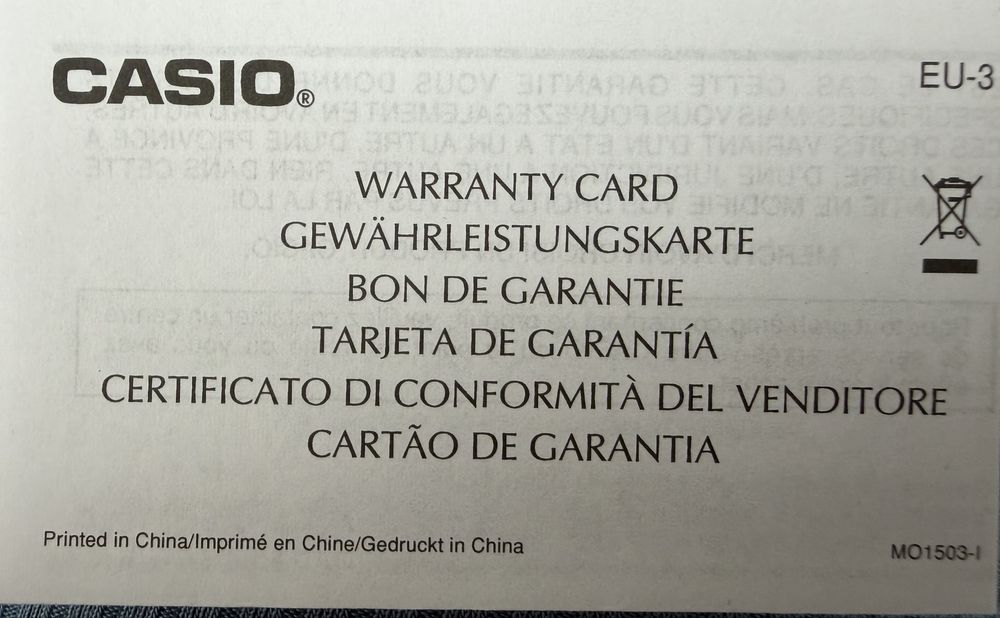 CASIO®
EU-3
WARRANTY CARD
GEWÄHRLEISTUNGSKARTE
BON DE GARANTIE
TARJETA DE GARANTÍA
CERTIFICATO DI CONFORMITÀ DEL VENDITORE
CARTÃO DE GARANTIA
Printed in China/Imprimé en Chine/Gedruckt in China
MO1503-I